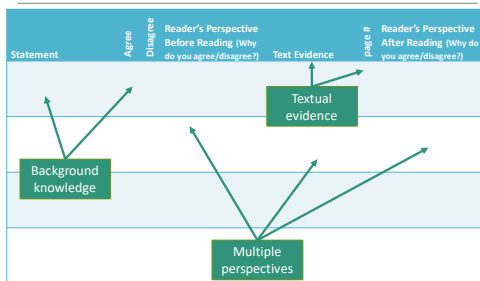 Statement
Agree
Disagree
Reader's Perspective
Before Reading (Why
do you agree/disagree?)
Text Evidence
page #
Reader's Perspective
After Reading (Why do
you agree/disagree?)
Textual
evidence
Background
knowledge
Multiple
perspectives